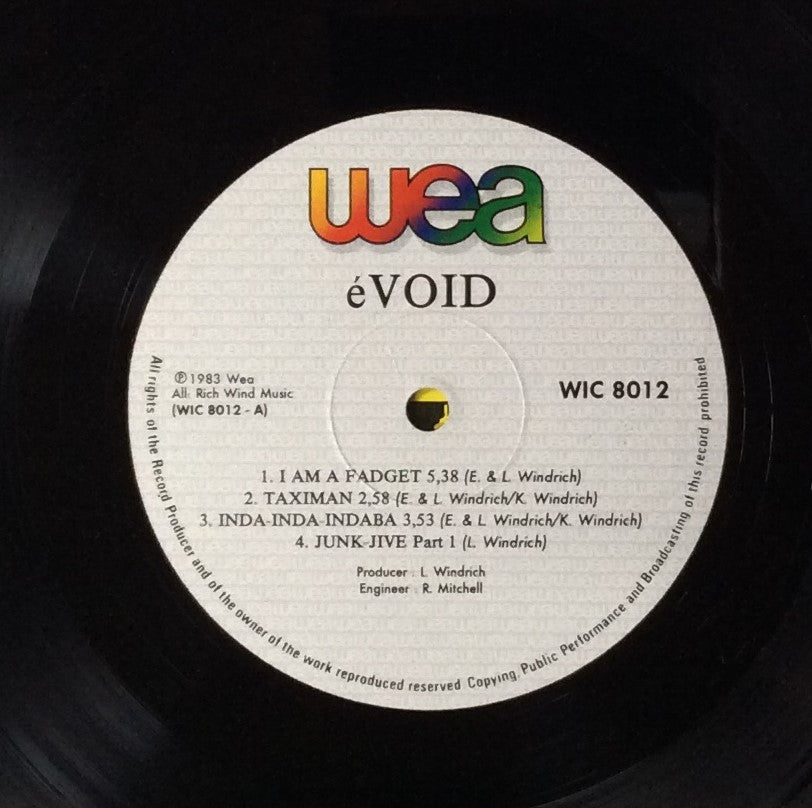 wea
éVOID
℗1983 Wea
All: Rich Wind Music
(WIC 8012 - A)
WIC 8012
1. I AM A FADGET 5,38 (E. & L. Windrich)
2. TAXIMAN 2,58 (E. & L. Windrich/K. Windrich)
3. INDA-INDA-INDABA 3,53 (E. & L. Windrich/K. Windrich)
4. JUNK-JIVE Part 1 (L. Windrich)
Producer : L. Windrich
Engineer : R. Mitchell
All rights of the Record Producer and of the owner of the work reproduced reserved Copying, Public Performance and Broadcasting of this record prohibited